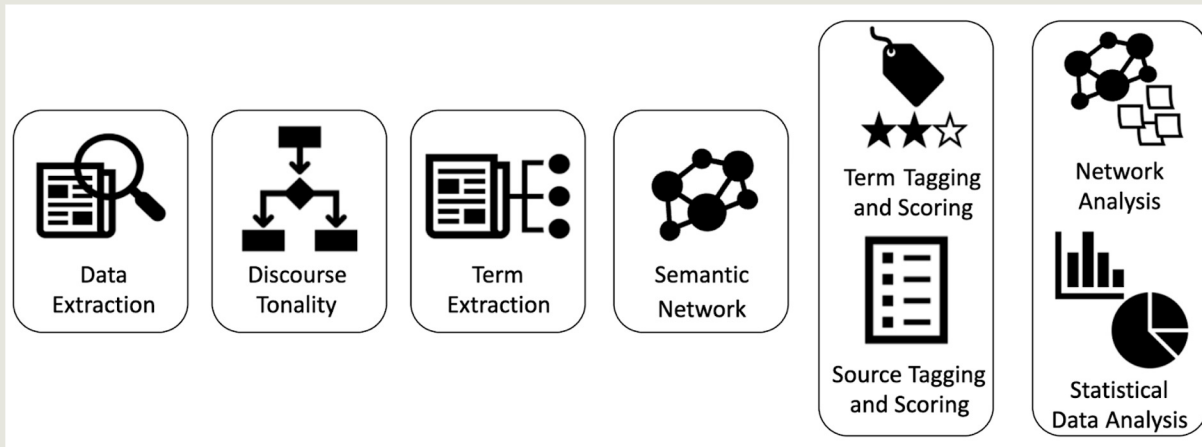 Data
Extraction
Discourse
Tonality
Term
Extraction
Semantic
Network
Term Tagging
and Scoring
Source Tagging
and Scoring
Network
Analysis
Statistical
Data Analysis